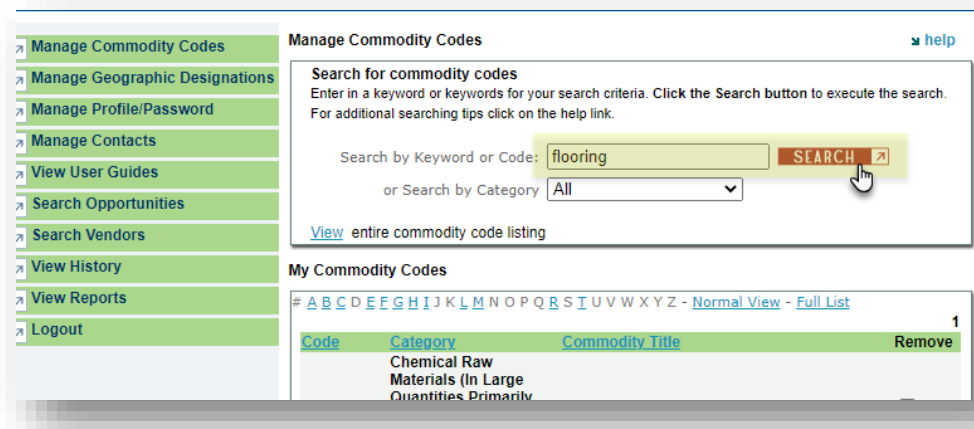 Manage Commodity Codes
Manage Geographic Designations
Manage Profile/Password
Manage Contacts
View User Guides
Search Opportunities
Search Vendors
View History
View Reports
Logout
Manage Commodity Codes
help
Search for commodity codes
Enter in a keyword or keywords for your search criteria. Click the Search button to execute the search.
For additional searching tips click on the help link.
Search by Keyword or Code: flooring SEARCH
or Search by Category All
View entire commodity code listing
My Commodity Codes
# A B C D E F G H I J K L M N O P Q R S T U V W X Y Z - Normal View - Full List
1
Code Category Commodity Title Remove
Chemical Raw
Materials (In Large
Quantities Primarily